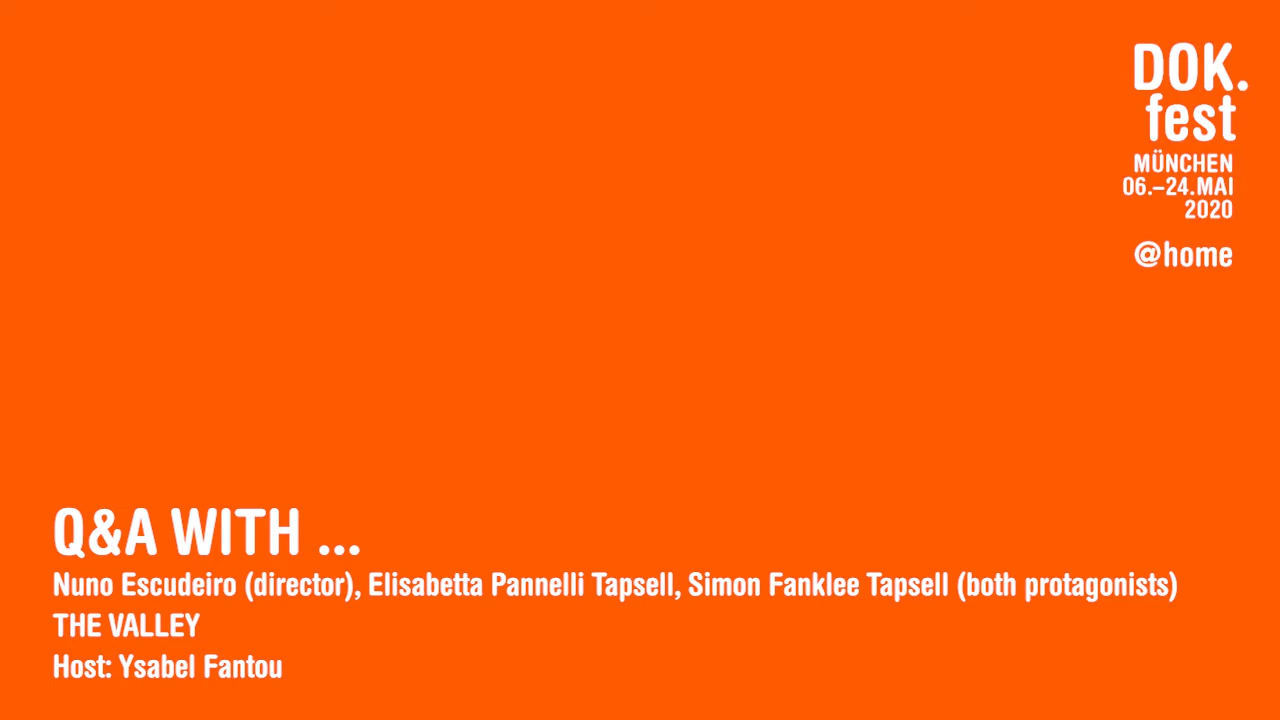 DOK.
fest
MÜNCHEN
06.–24.MAI
2020
@home
Q&A WITH ...
Nuno Escudeiro (director), Elisabetta Pannelli Tapsell, Simon Fanklee Tapsell (both protagonists)
THE VALLEY
Host: Ysabel Fantou